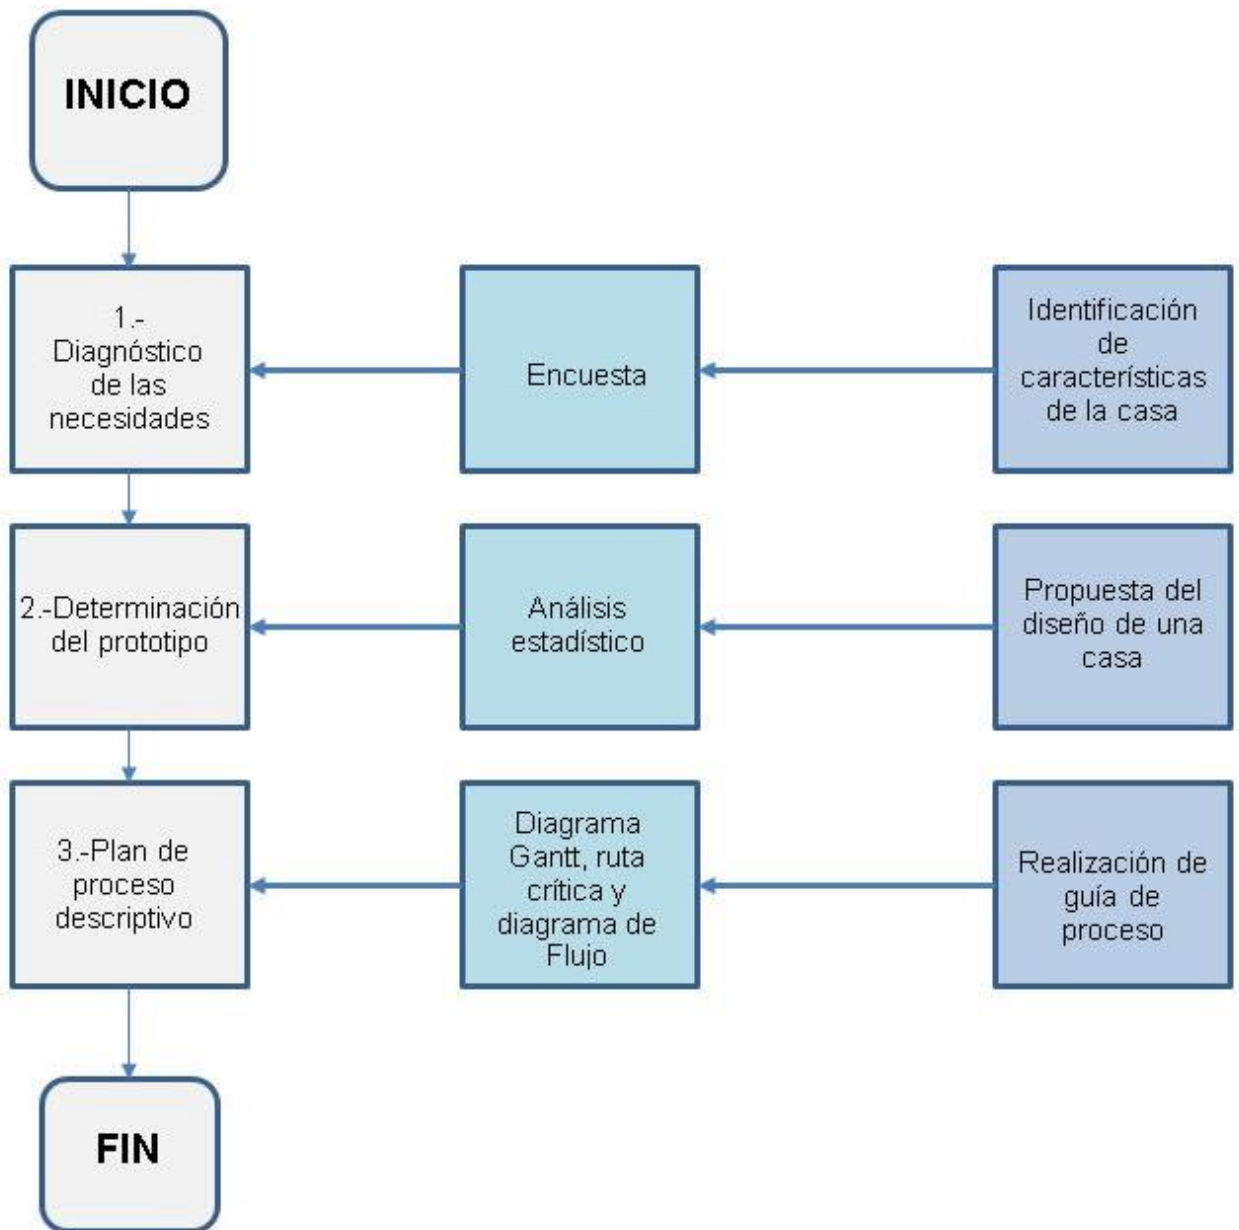 INICIO
1.-
Diagnóstico
de las
necesidades
Encuesta
Identificación
de
características
de la casa
2.-Determinación
del prototipo
Análisis
estadístico
Propuesta del
diseño de una
casa
3.-Plan de
proceso
descriptivo
Diagrama
Gantt, ruta
crítica y
diagrama de
Flujo
Realización de
guía de
proceso
FIN